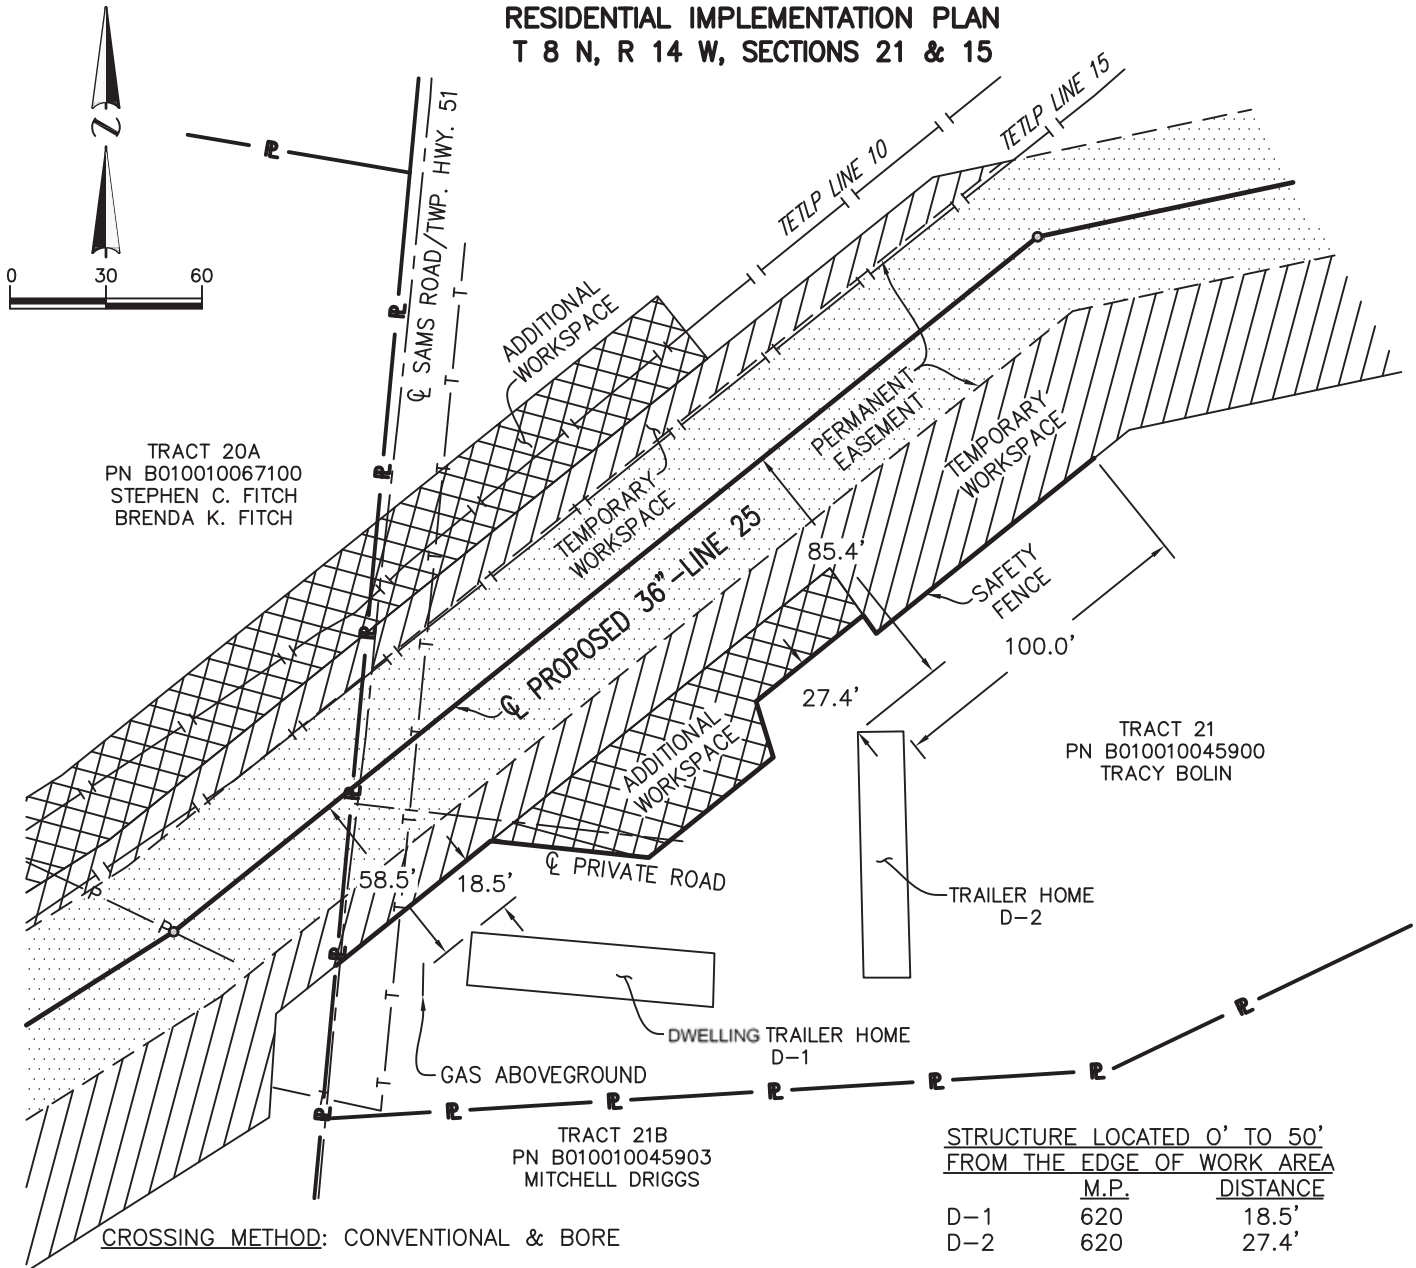 RESIDENTIAL IMPLEMENTATION PLAN
T 8 N, R 14 W, SECTIONS 21 & 15
N
0 30 60
PL
℄ SAMS ROAD/TWP. HWY. 51
TETLP LINE 10
TETLP LINE 15
ADDITIONAL
WORKSPACE
TRACT 20A
PN B010010067100
STEPHEN C. FITCH
BRENDA K. FITCH
PERMANENT
EASEMENT
TEMPORARY
WORKSPACE
TEMPORARY
WORKSPACE
℄ PROPOSED 36"-LINE 25
85.4'
SAFETY
FENCE
100.0'
27.4'
TRACT 21
PN B010010045900
TRACY BOLIN
ADDITIONAL
WORKSPACE
℄ PRIVATE ROAD
58.5'
18.5'
TRAILER HOME
D-2
DWELLING TRAILER HOME
D-1
GAS ABOVEGROUND
TRACT 21B
PN B010010045903
MITCHELL DRIGGS
STRUCTURE LOCATED 0' TO 50'
FROM THE EDGE OF WORK AREA
M.P. DISTANCE
D-1 620 18.5'
D-2 620 27.4'
CROSSING METHOD: CONVENTIONAL & BORE